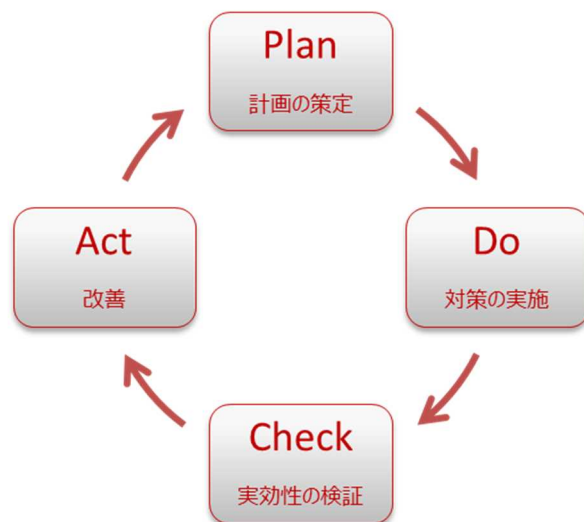 Plan
計画の策定
Do
対策の実施
Check
実効性の検証
Act
改善